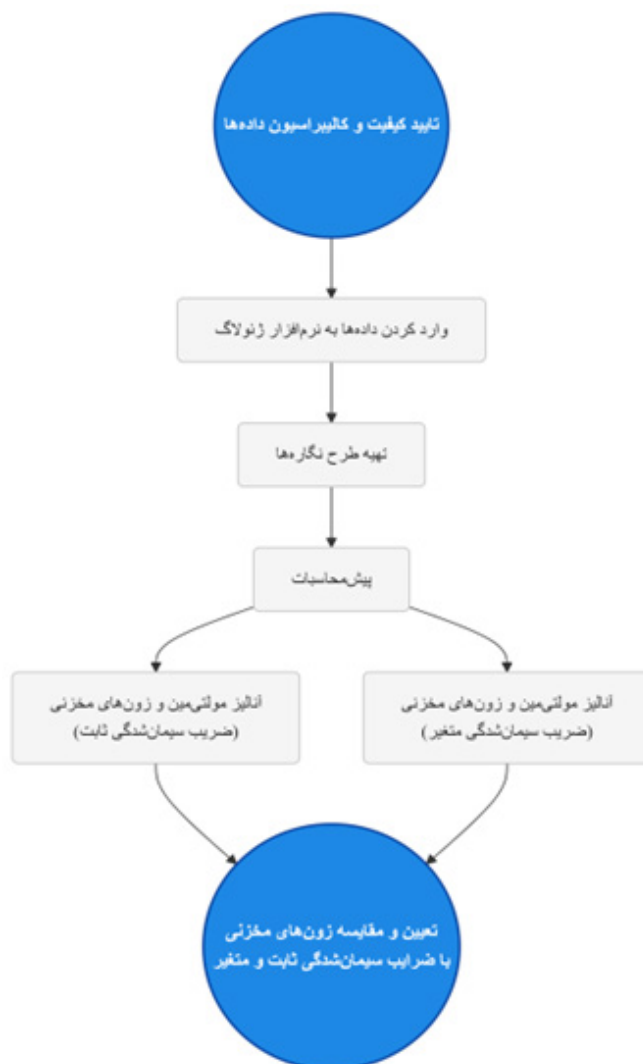 تایید کیفیت و کالیبراسیون داده‌ها
وارد کردن داده‌ها به نرم‌افزار ژئولاگ
تهیه طرح نگاره‌ها
پیش‌محاسبات
آنالیز مولتی‌مین و زون‌های مخزنی
(ضریب سیمان‌شدگی متغیر)
آنالیز مولتی‌مین و زون‌های مخزنی
(ضریب سیمان‌شدگی ثابت)
تعیین و مقایسه زون‌های مخزنی
با ضرایب سیمان‌شدگی ثابت و متغیر